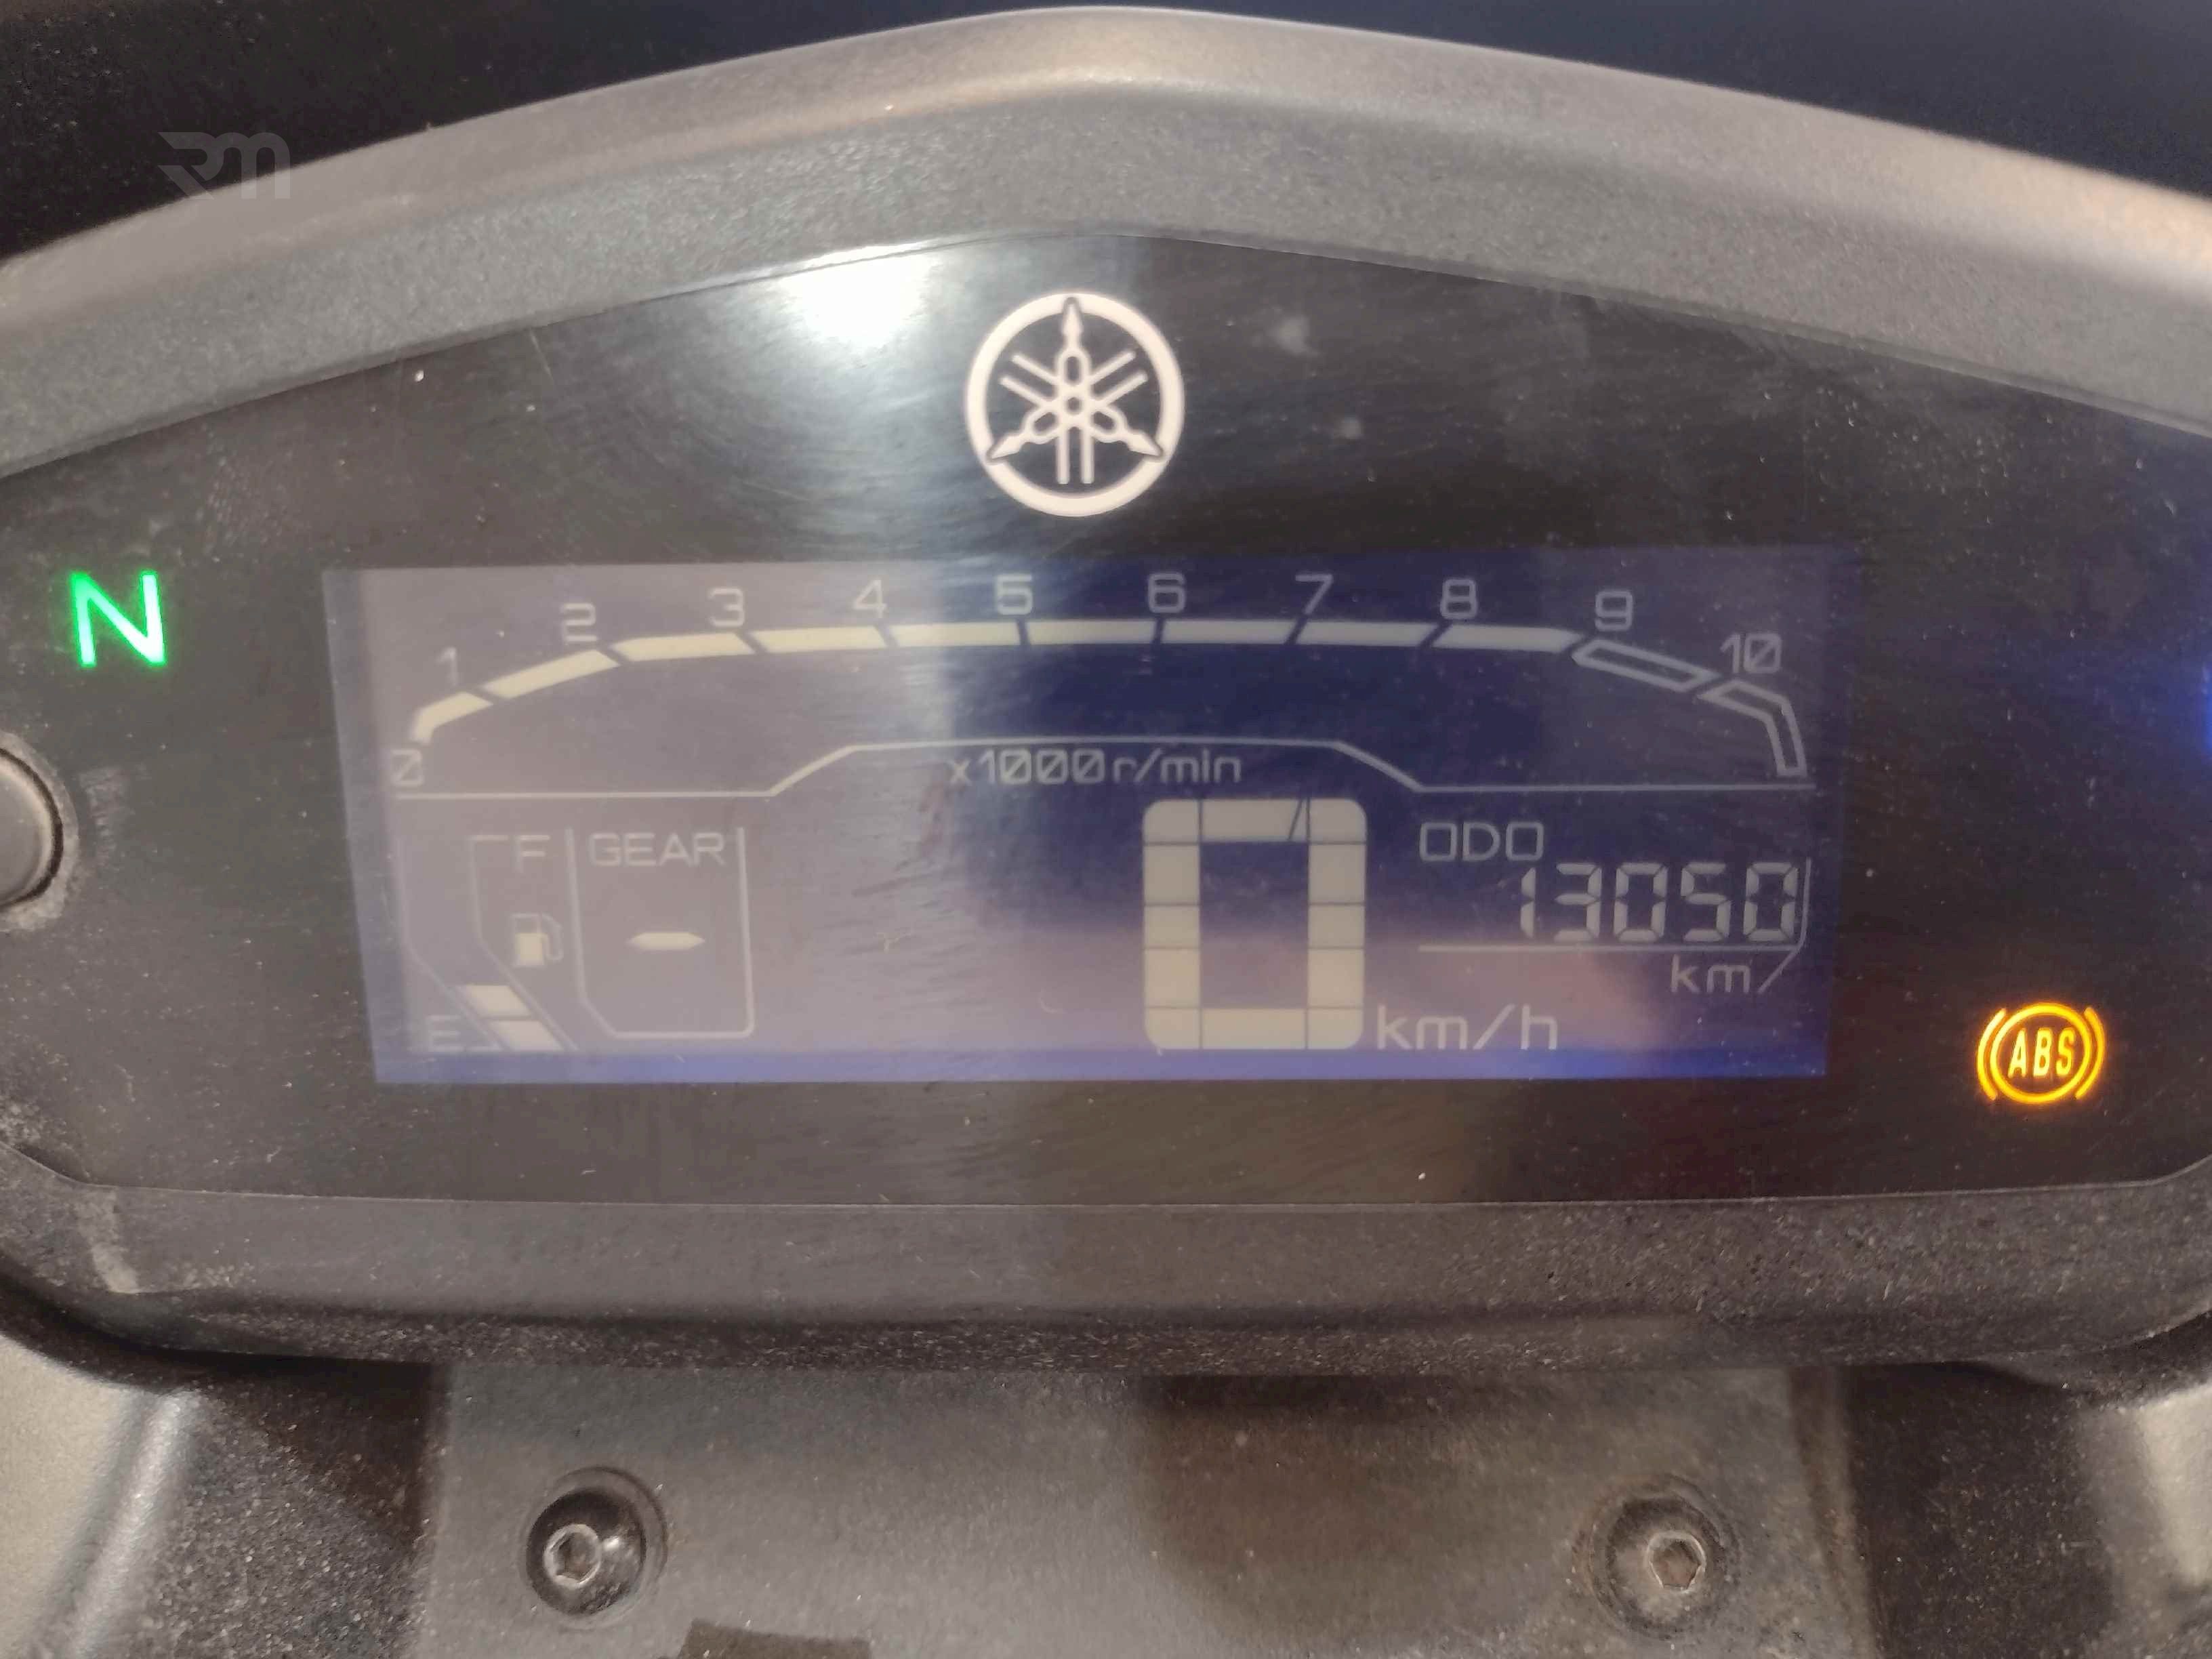 RM
N
0 1 2 3 4 5 6 7 8 9 10
x1000r/min
F GEAR
-
E
0 km/h
ODO
13050
km
ABS